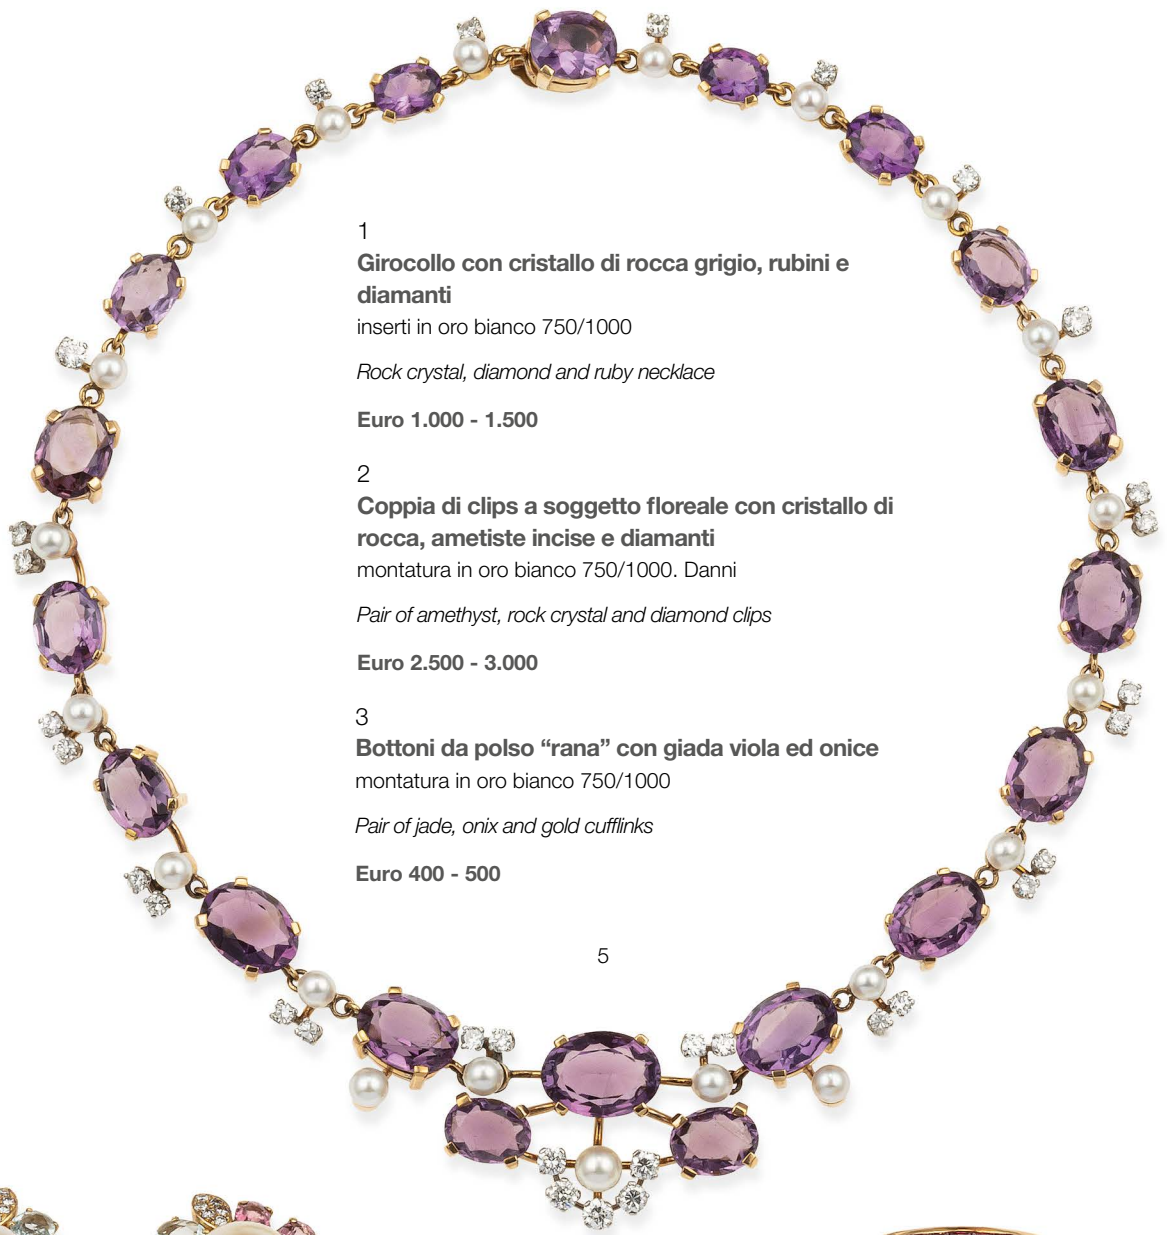 1
Girocollo con cristallo di rocca grigio, rubini e
diamanti
inserti in oro bianco 750/1000
Rock crystal, diamond and ruby necklace
Euro 1.000 - 1.500
2
Coppia di clips a soggetto floreale con cristallo di
rocca, ametiste incise e diamanti
montatura in oro bianco 750/1000. Danni
Pair of amethyst, rock crystal and diamond clips
Euro 2.500 - 3.000
3
Bottoni da polso “rana” con giada viola ed onice
montatura in oro bianco 750/1000
Pair of jade, onix and gold cufflinks
Euro 400 - 500
5